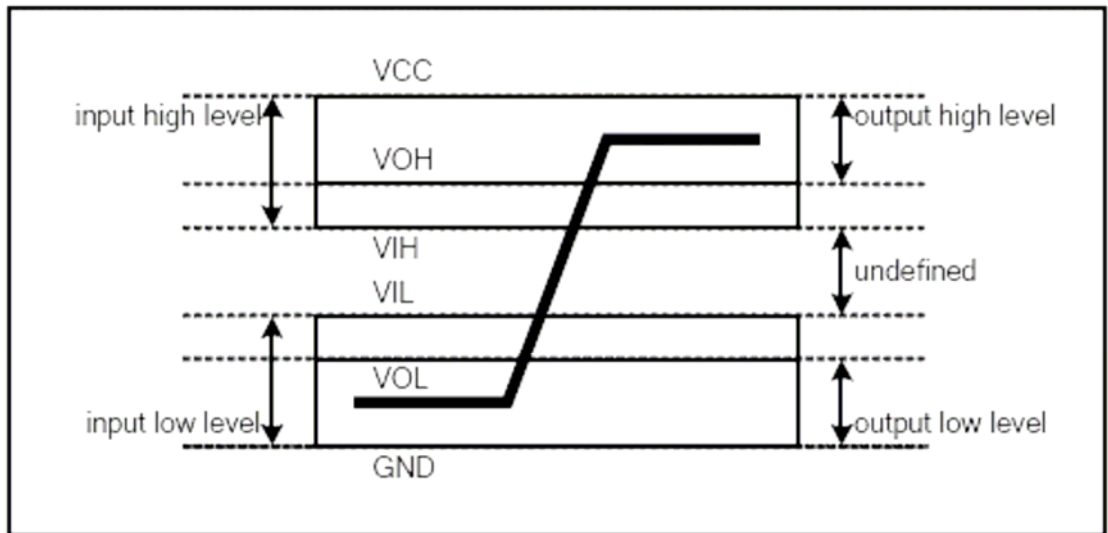 VCC
input high level
output high level
VOH
VIH
undefined
VIL
VOL
input low level
output low level
GND